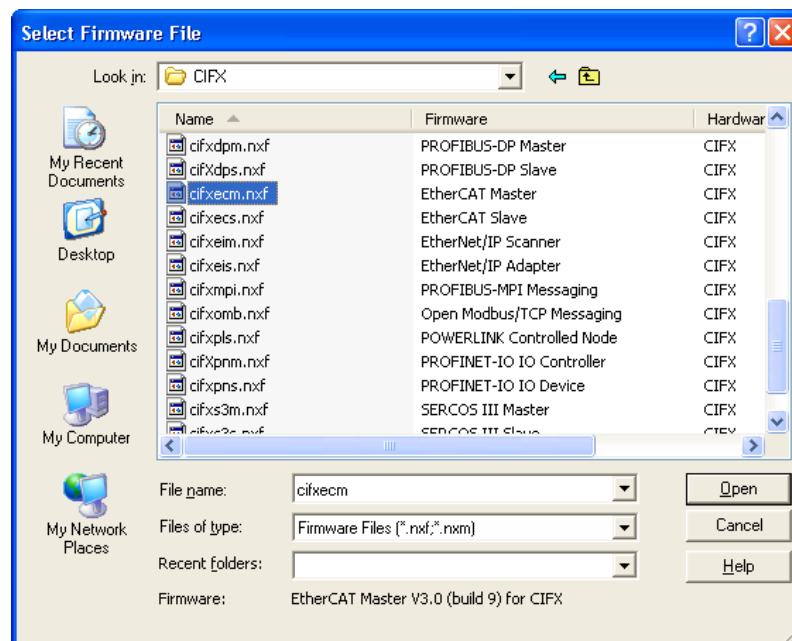 Select Firmware File
Look in: CIFX
My Recent Documents
Desktop
My Documents
My Computer
My Network Places
Name Firmware Hardwar
cifxdpm.nxf PROFIBUS-DP Master CIFX
cifXdps.nxf PROFIBUS-DP Slave CIFX
cifxecm.nxf EtherCAT Master CIFX
cifxecs.nxf EtherCAT Slave CIFX
cifxeim.nxf EtherNet/IP Scanner CIFX
cifxeis.nxf EtherNet/IP Adapter CIFX
cifxmpi.nxf PROFIBUS-MPI Messaging CIFX
cifxomb.nxf Open Modbus/TCP Messaging CIFX
cifxpls.nxf POWERLINK Controlled Node CIFX
cifXpnm.nxf PROFINET-IO IO Controller CIFX
cifxpns.nxf PROFINET-IO IO Device CIFX
cifxs3m.nxf SERCOS III Master CIFX
cifxs3s.nxf SERCOS III Slave CIFX
File name: cifxecm Open
Files of type: Firmware Files (*.nxf;*.nxm) Cancel
Recent folders: Help
Firmware: EtherCAT Master V3.0 (build 9) for CIFX